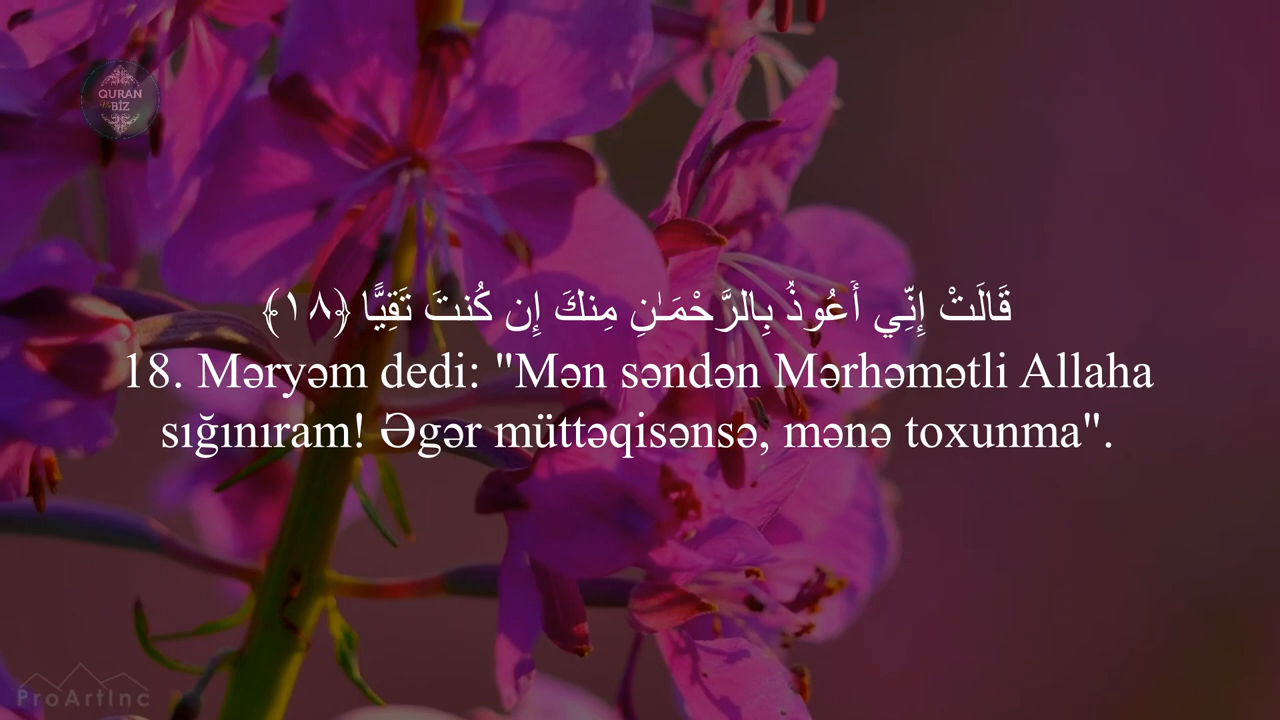 QURAN
Və
BİZ
قَالَتْ إِنِّي أَعُوذُ بِالرَّحْمَـٰنِ مِنكَ إِن كُنتَ تَقِيًّا ﴿١٨﴾
18. Məryəm dedi: "Mən səndən Mərhəmətli Allaha
sığınıram! Əgər müttəqisənsə, mənə toxunma".
ProArtInc